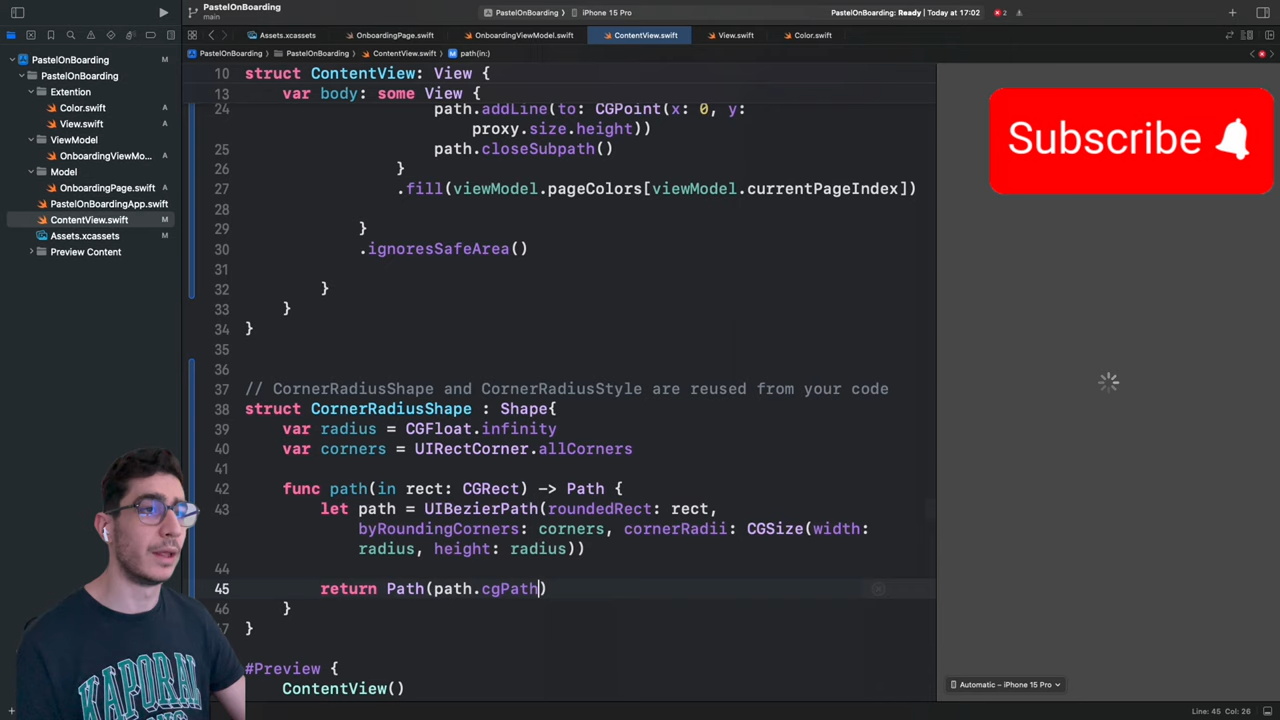 PastelOnBoarding
main
PastelOnBoarding
iPhone 15 Pro
PastelOnBoarding: Ready | Today at 17:02
2
Assets.xcassets
OnboardingPage.swift
OnboardingViewModel.swift
ContentView.swift
View.swift
Color.swift
PastelOnBoarding
PastelOnBoarding
ContentView.swift
path(in:)
PastelOnBoarding M
PastelOnBoarding
Extention
Color.swift A
View.swift A
ViewModel
OnboardingViewMo... A
Model
OnboardingPage.swift A
PastelOnBoardingApp.swift
ContentView.swift M
Assets.xcassets M
Preview Content
10 struct ContentView: View {
13 var body: some View {
24 path.addLine(to: CGPoint(x: 0, y:
proxy.size.height))
25 path.closeSubpath()
26 }
27 .fill(viewModel.pageColors[viewModel.currentPageIndex])
28
29 }
30 .ignoresSafeArea()
31
32 }
33 }
34 }
35
36
37 // CornerRadiusShape and CornerRadiusStyle are reused from your code
38 struct CornerRadiusShape : Shape{
39 var radius = CGFloat.infinity
40 var corners = UIRectCorner.allCorners
41
42 func path(in rect: CGRect) -> Path {
43 let path = UIBezierPath(roundedRect: rect,
byRoundingCorners: corners, cornerRadii: CGSize(width:
radius, height: radius))
44
45 return Path(path.cgPath)
46 }
47 }
#Preview {
ContentView()
Subscribe
KAPORAL
Automatic – iPhone 15 Pro
Line: 45 Col: 26